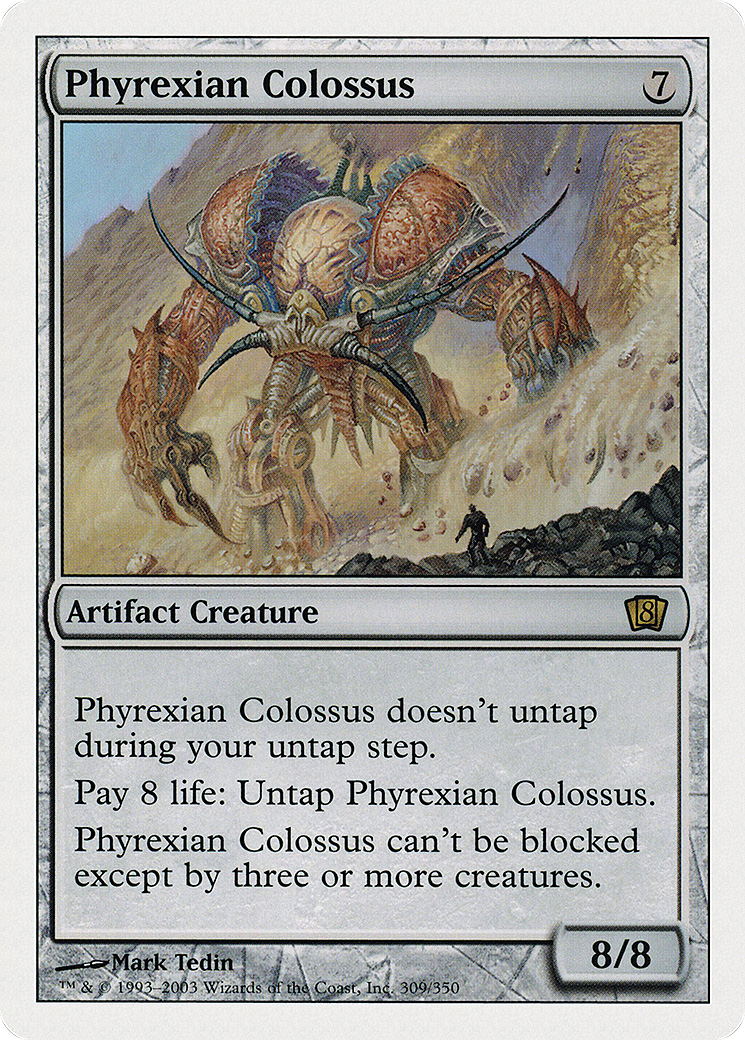 Phyrexian Colossus 7
Artifact Creature 8
Phyrexian Colossus doesn't untap
during your untap step.
Pay 8 life: Untap Phyrexian Colossus.
Phyrexian Colossus can't be blocked
except by three or more creatures.
8/8
Mark Tedin
™ & © 1993–2003 Wizards of the Coast, Inc. 309/350